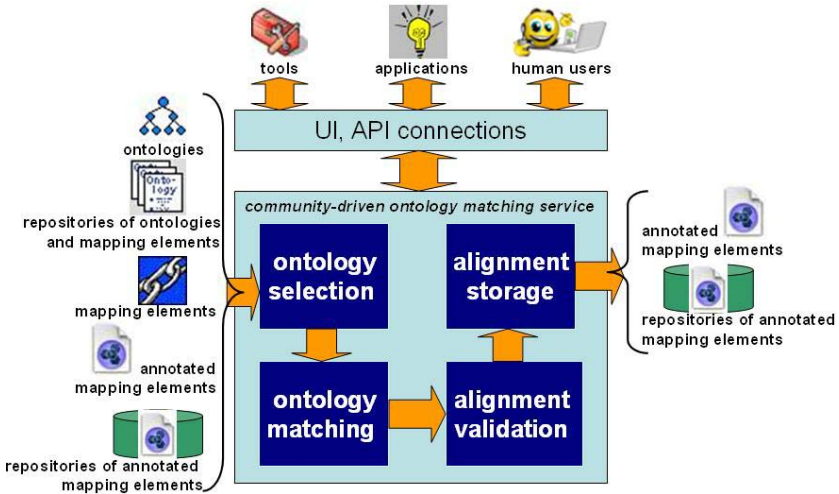 tools
applications
human users
UI, API connections
ontologies
Onto-
logy
repositories of ontologies
and mapping elements
mapping elements
annotated
mapping elements
repositories of annotated
mapping elements
community-driven ontology matching service
ontology
selection
alignment
storage
ontology
matching
alignment
validation
annotated
mapping elements
repositories of annotated
mapping elements